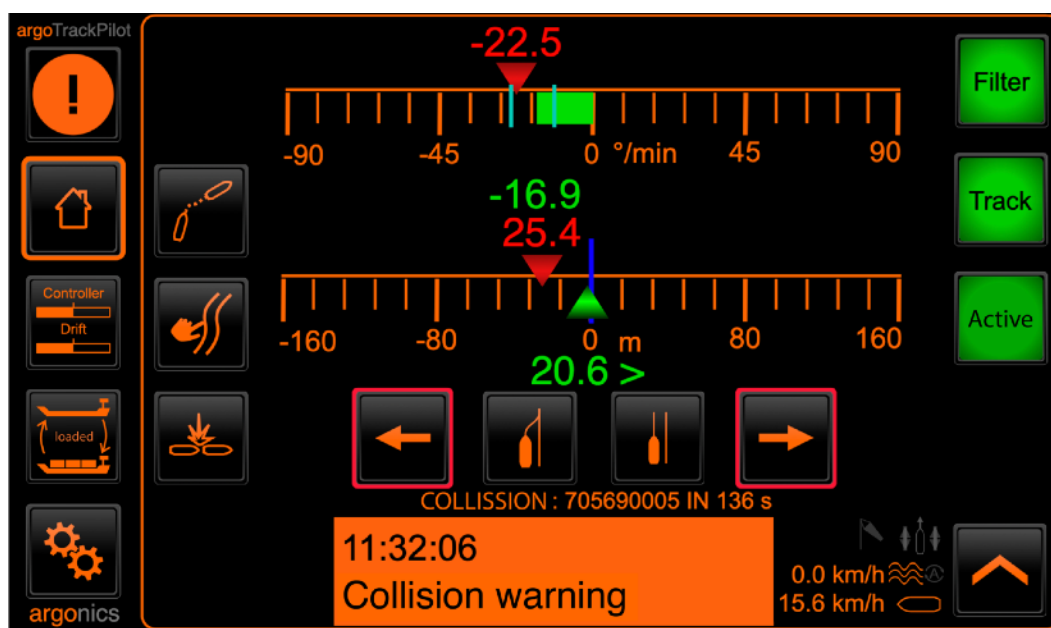 argoTrackPilot
-22.5
Filter
-90 -45 0 °/min 45 90
-16.9
Track
25.4
Controller
Drift
Active
-160 -80 0 m 80 160
20.6 >
loaded
COLLISSION : 705690005 IN 136 s
11:32:06
Collision warning
0.0 km/h A
15.6 km/h
argonics